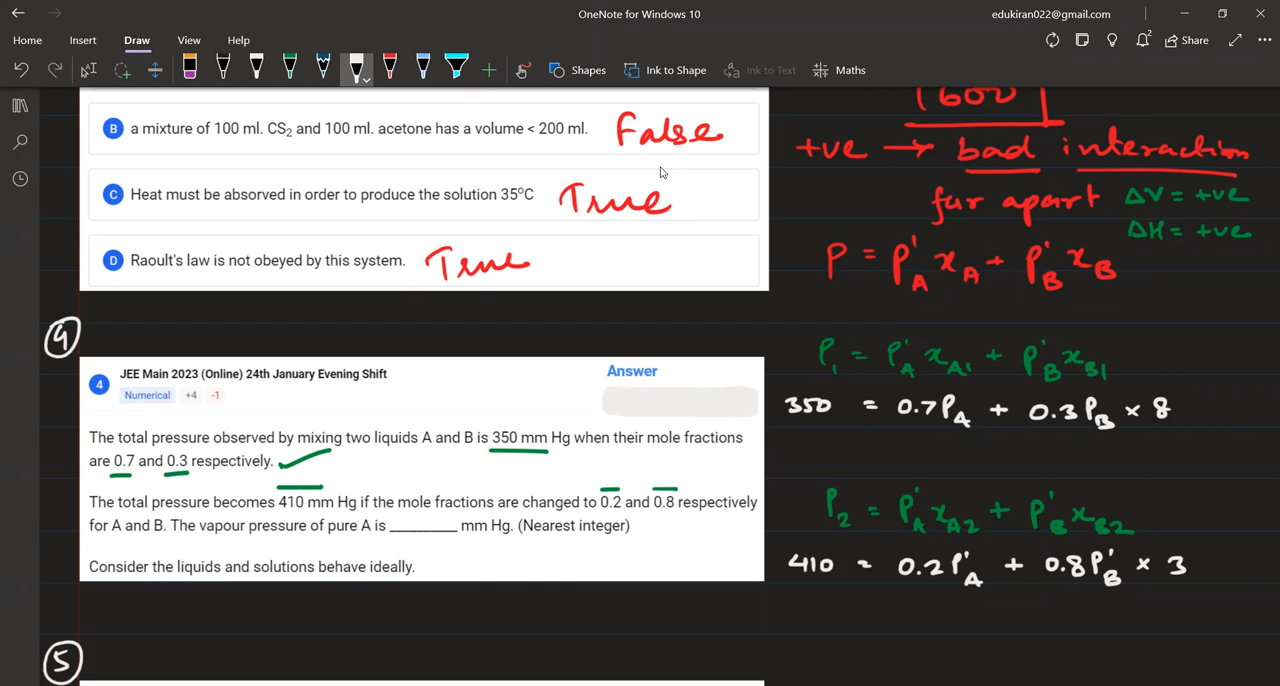 OneNote for Windows 10
edukiran022@gmail.com
Home Insert Draw View Help
Share
Shapes Ink to Shape Ink to Text Maths
B a mixture of 100 ml. CS₂ and 100 ml. acetone has a volume < 200 ml. False
C Heat must be absorved in order to produce the solution 35⁰C True
D Raoult's law is not obeyed by this system. True
1600
+ve → bad interaction
far apart ΔV = +ve
ΔH = +ve
P = P'A xA + P'B xB
4
4 JEE Main 2023 (Online) 24th January Evening Shift
Numerical +4 -1
Answer
The total pressure observed by mixing two liquids A and B is 350 mm Hg when their mole fractions
are 0.7 and 0.3 respectively.
The total pressure becomes 410 mm Hg if the mole fractions are changed to 0.2 and 0.8 respectively
for A and B. The vapour pressure of pure A is __________ mm Hg. (Nearest integer)
Consider the liquids and solutions behave ideally.
P1 = P'A xA1 + P'B xB1
350 = 0.7PA + 0.3PB × 8
P2 = P'A xA2 + P'B xB2
410 = 0.2P'A + 0.8P'B × 3
5